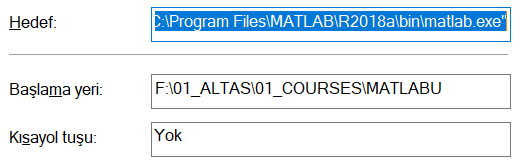 Hedef: C:\Program Files\MATLAB\R2018a\bin\matlab.exe"
Başlama yeri: F:\01_ALTAS\01_COURSES\MATLABU
Kısayol tuşu: Yok